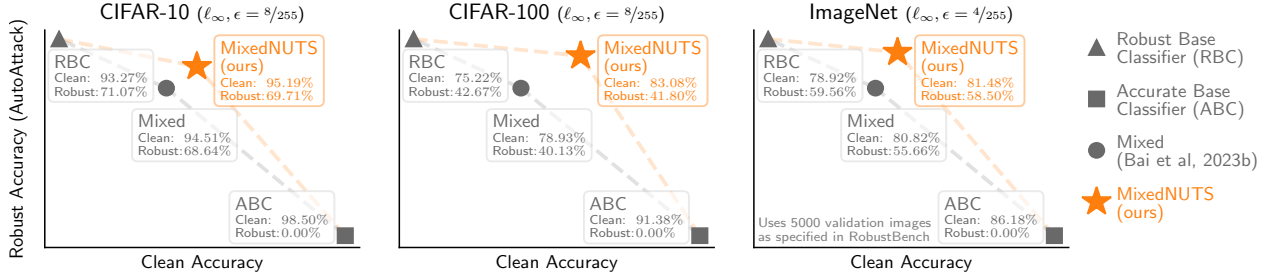 CIFAR-10 (ℓ∞, ϵ = 8/255)
CIFAR-100 (ℓ∞, ϵ = 8/255)
ImageNet (ℓ∞, ϵ = 4/255)
Robust Accuracy (AutoAttack)
RBC
Clean: 93.27%
Robust: 71.07%
MixedNUTS
(ours)
Clean: 95.19%
Robust: 69.71%
Mixed
Clean: 94.51%
Robust: 68.64%
ABC
Clean: 98.50%
Robust: 0.00%
Clean Accuracy
RBC
Clean: 75.22%
Robust: 42.67%
MixedNUTS
(ours)
Clean: 83.08%
Robust: 41.80%
Mixed
Clean: 78.93%
Robust: 40.13%
ABC
Clean: 91.38%
Robust: 0.00%
Clean Accuracy
RBC
Clean: 78.92%
Robust: 59.56%
MixedNUTS
(ours)
Clean: 81.48%
Robust: 58.50%
Mixed
Clean: 80.82%
Robust: 55.66%
ABC
Clean: 86.18%
Robust: 0.00%
Uses 5000 validation images
as specified in RobustBench
Clean Accuracy
Robust Base
Classifier (RBC)
Accurate Base
Classifier (ABC)
Mixed
(Bai et al, 2023b)
MixedNUTS
(ours)